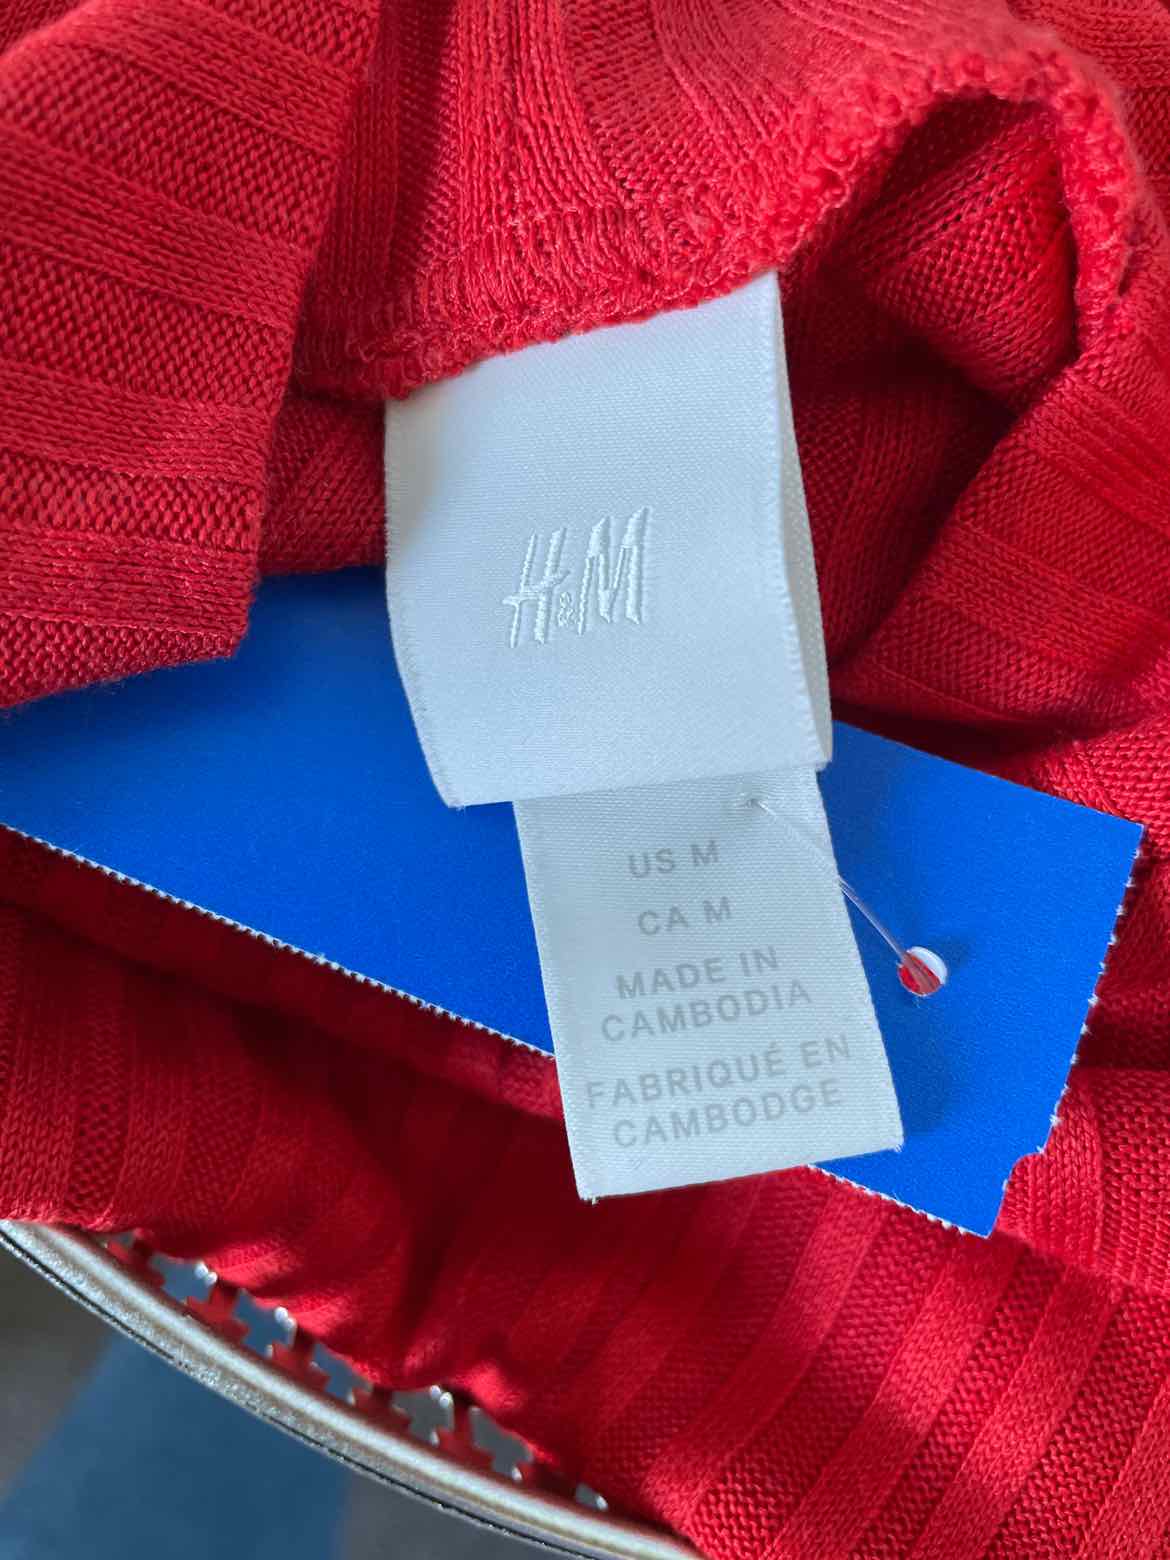 H&M
US M
CA M
MADE IN
CAMBODIA
FABRIQUÉ EN
CAMBODGE